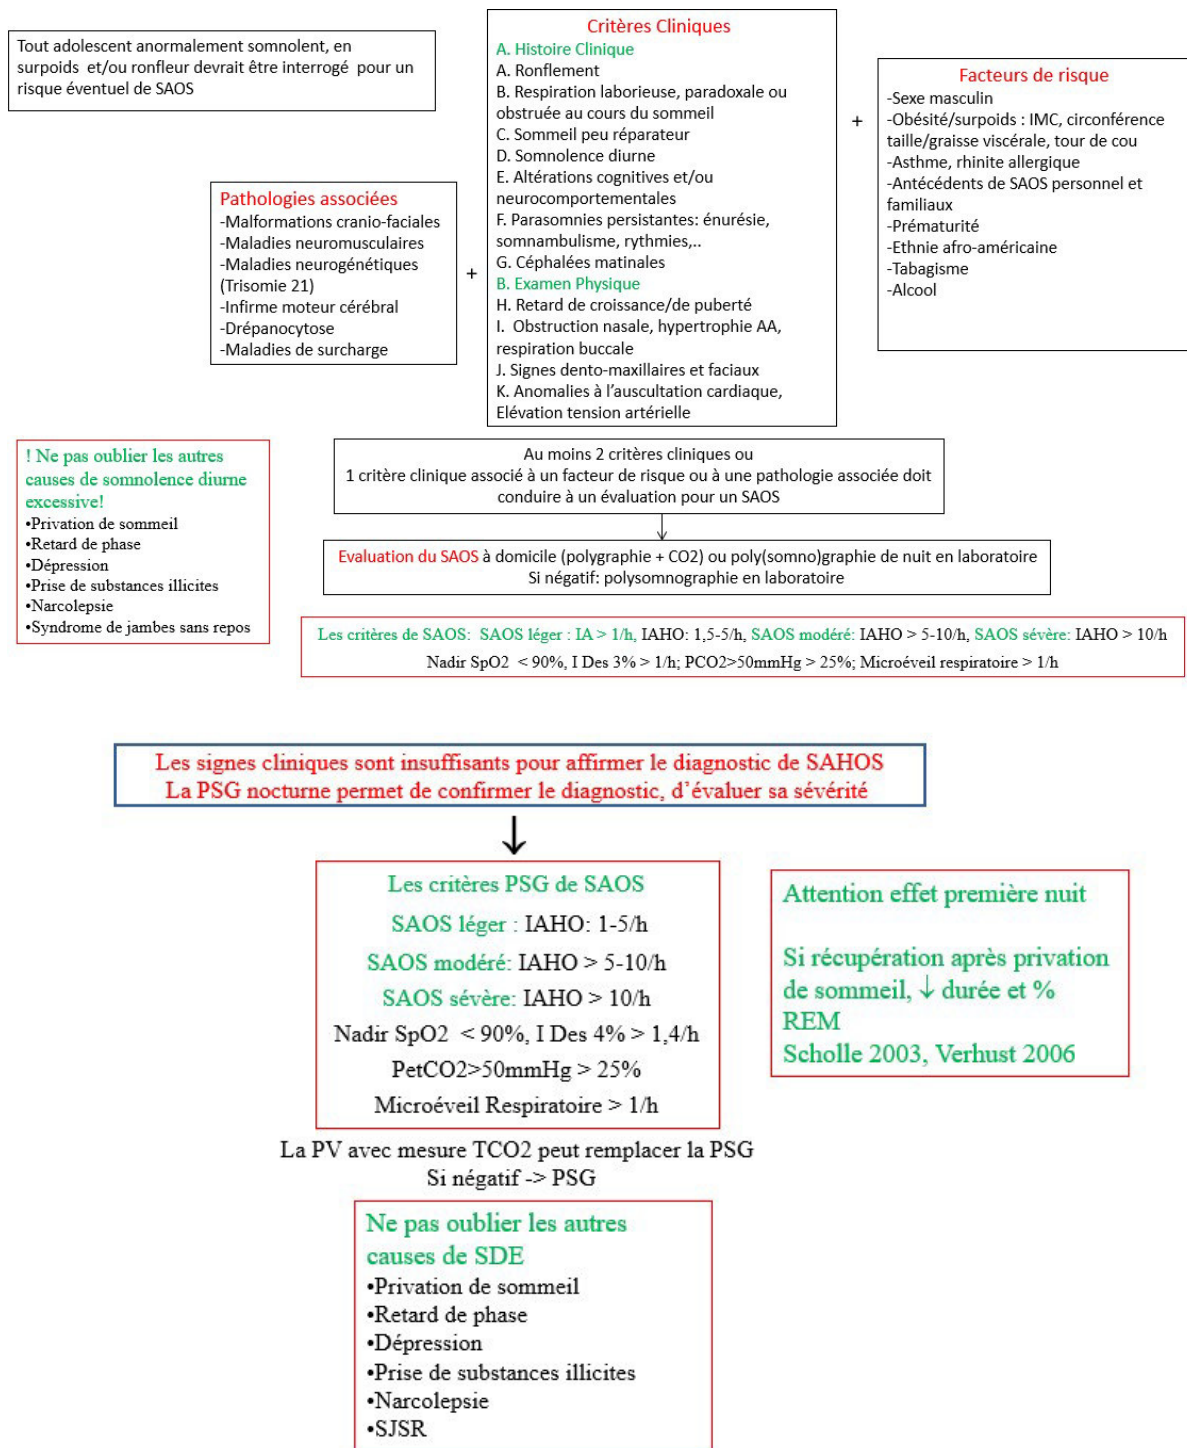 Tout adolescent anormalement somnolent, en
surpoids et/ou ronfleur devrait être interrogé pour un
risque éventuel de SAOS
Critères Cliniques
A. Histoire Clinique
A. Ronflement
B. Respiration laborieuse, paradoxale ou
obstruée au cours du sommeil
C. Sommeil peu réparateur
D. Somnolence diurne
E. Altérations cognitives et/ou
neurocomportementales
F. Parasomnies persistantes: énurésie,
somnambulisme, rythmies,..
G. Céphalées matinales
B. Examen Physique
H. Retard de croissance/de puberté
I. Obstruction nasale, hypertrophie AA,
respiration buccale
J. Signes dento-maxillaires et faciaux
K. Anomalies à l'auscultation cardiaque,
Elévation tension artérielle
+
Facteurs de risque
-Sexe masculin
-Obésité/surpoids : IMC, circonférence
taille/graisse viscérale, tour de cou
-Asthme, rhinite allergique
-Antécédents de SAOS personnel et
familiaux
-Prématurité
-Ethnie afro-américaine
-Tabagisme
-Alcool
Pathologies associées
-Malformations cranio-faciales
-Maladies neuromusculaires
-Maladies neurogénétiques
(Trisomie 21)
-Infirme moteur cérébral
-Drépanocytose
-Maladies de surcharge
+
! Ne pas oublier les autres
causes de somnolence diurne
excessive!
•Privation de sommeil
•Retard de phase
•Dépression
•Prise de substances illicites
•Narcolepsie
•Syndrome de jambes sans repos
Au moins 2 critères cliniques ou
1 critère clinique associé à un facteur de risque ou à une pathologie associée doit
conduire à un évaluation pour un SAOS
Evaluation du SAOS à domicile (polygraphie + CO2) ou poly(somno)graphie de nuit en laboratoire
Si négatif: polysomnographie en laboratoire
Les critères de SAOS: SAOS léger : IA > 1/h, IAHO: 1,5-5/h, SAOS modéré: IAHO > 5-10/h, SAOS sévère: IAHO > 10/h
Nadir SpO2 < 90%, I Des 3% > 1/h; PCO2>50mmHg > 25%; Microéveil respiratoire > 1/h
Les signes cliniques sont insuffisants pour affirmer le diagnostic de SAHOS
La PSG nocturne permet de confirmer le diagnostic, d'évaluer sa sévérité
Les critères PSG de SAOS
SAOS léger : IAHO: 1-5/h
SAOS modéré: IAHO > 5-10/h
SAOS sévère: IAHO > 10/h
Nadir SpO2 < 90%, I Des 4% > 1,4/h
PetCO2>50mmHg > 25%
Microéveil Respiratoire > 1/h
Attention effet première nuit
Si récupération après privation
de sommeil, ↓ durée et %
REM
Scholle 2003, Verhust 2006
La PV avec mesure TCO2 peut remplacer la PSG
Si négatif -> PSG
Ne pas oublier les autres
causes de SDE
•Privation de sommeil
•Retard de phase
•Dépression
•Prise de substances illicites
•Narcolepsie
•SJSR